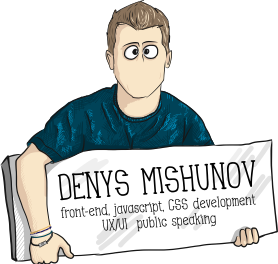 DENYS MISHUNOV
front-end, javascript, CSS development
UX/UI public speaking